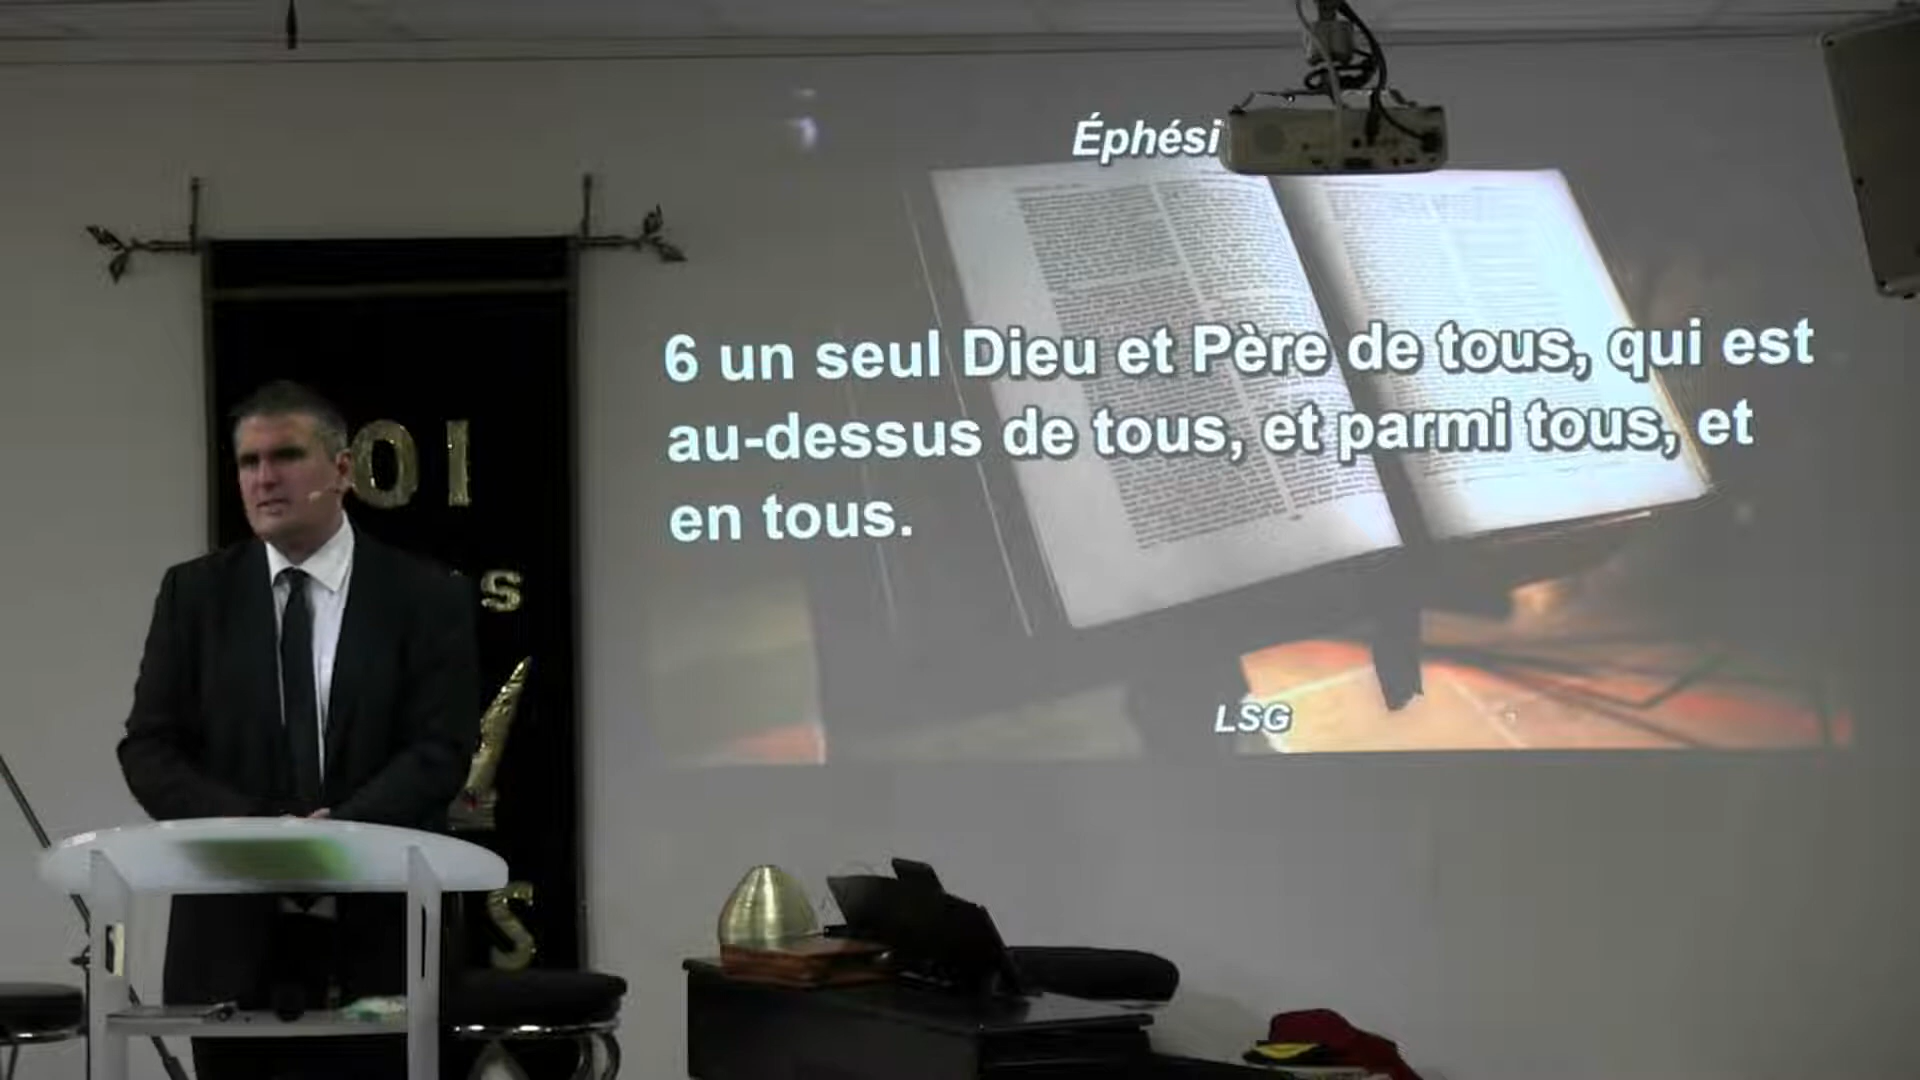 Éphési
6 un seul Dieu et Père de tous, qui est
au-dessus de tous, et parmi tous, et
en tous.
LSG
OI
s
S